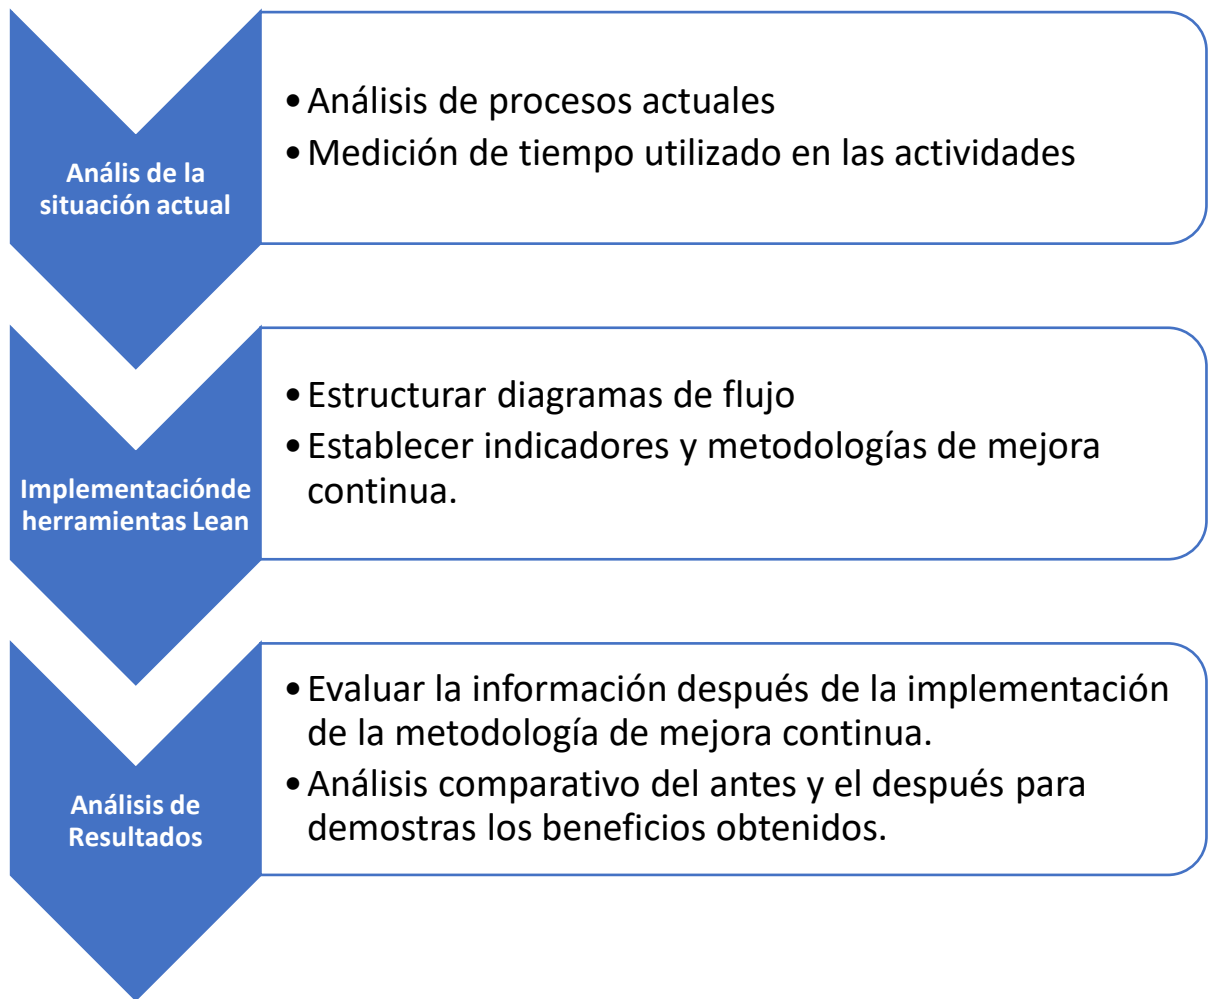 Anális de la
situación actual
•Análisis de procesos actuales
•Medición de tiempo utilizado en las actividades
Implementaciónde
herramientas Lean
•Estructurar diagramas de flujo
•Establecer indicadores y metodologías de mejora
continua.
Análisis de
Resultados
•Evaluar la información después de la implementación
de la metodología de mejora continua.
•Análisis comparativo del antes y el después para
demostras los beneficios obtenidos.